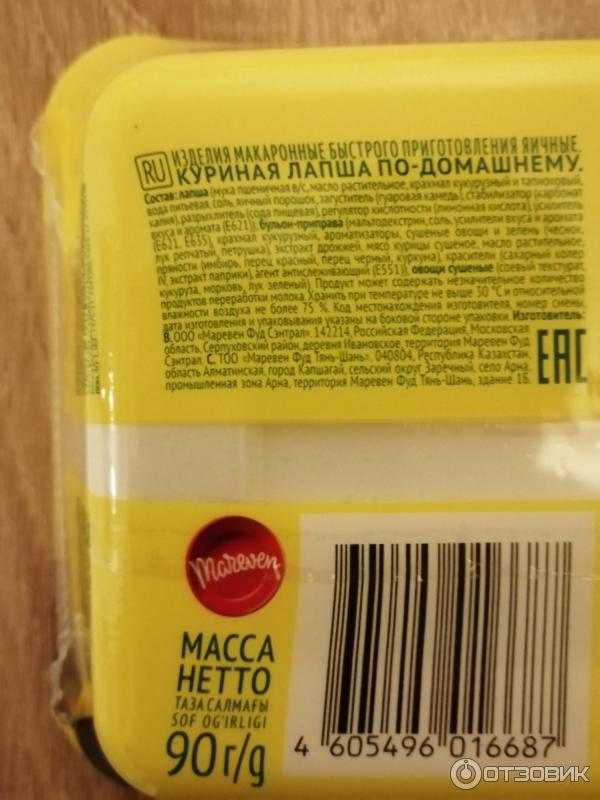 RU ИЗДЕЛИЯ МАКАРОННЫЕ БЫСТРОГО ПРИГОТОВЛЕНИЯ ЯИЧНЫЕ.
КУРИНАЯ ЛАПША ПО-ДОМАШНЕМУ.
Состав: лапша (мука пшеничная в/с, масло растительное, крахмал кукурузный и тапиоковый,
вода питьевая, соль, яичный порошок, загуститель (гуаровая камедь), стабилизатор (карбонат
калия), разрыхлитель (сода пищевая), регулятор кислотности (лимонная кислота), усилитель
вкуса и аромата (E621)); бульон-приправа (мальтодекстрин, соль, усилители вкуса и аромата
(E621, E635), крахмал кукурузный, ароматизаторы, сушеные овощи и зелень (чеснок,
лук репчатый, петрушка), экстракт дрожжей, мясо курицы сушеное, масло растительное,
пряности (имбирь, перец красный, перец черный, куркума), красители (сахарный колер
IV, экстракт паприки), агент антислеживающий (E551)), овощи сушеные (соевый текстурат,
кукуруза, морковь, лук зеленый). Продукт может содержать незначительное количество
продуктов переработки молока. Хранить при температуре не выше 30 °С и относительной
влажности воздуха не более 75 %. Код местонахождения изготовителя, номер смены,
дата изготовления и упаковывания указаны на боковой стороне упаковки. Изготовитель:
В. ООО «Маревен Фуд Сэнтрал» 142214, Российская Федерация, Московская
область, Серпуховский район, деревня Ивановское, территория Маревен Фуд
Сэнтрал. С. ТОО «Маревен Фуд Тянь-Шань», 040804, Республика Казахстан,
область Алматинская, город Капшагай, сельский округ Заречный, село Арна,
промышленная зона Арна, территория Маревен Фуд Тянь-Шань, здание 1Б.
EAC
Mareven
МАССА
НЕТТО
ТАЗА САЛМАҒЫ
SOF OG'IRLIGI
90 г/g
4 605496 016687
ОТЗОВИК